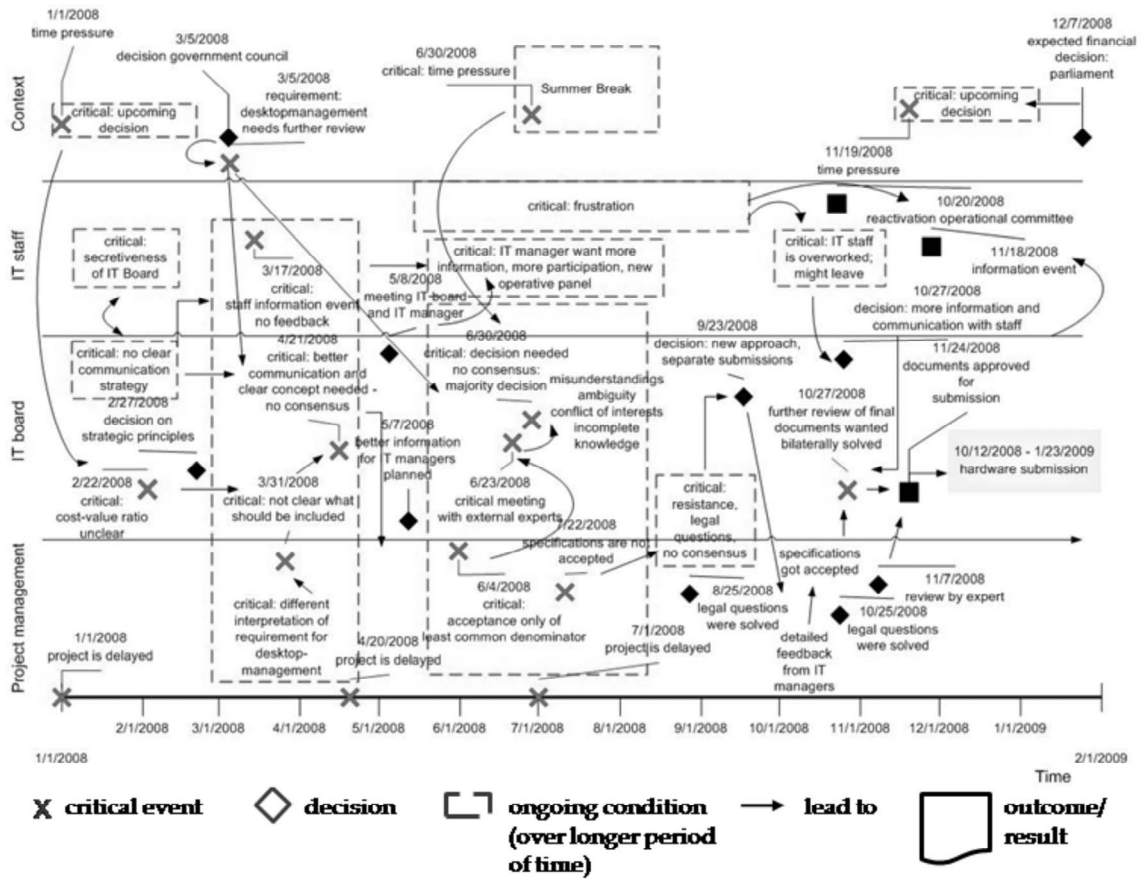 1/1/2008
time pressure
3/5/2008
decision government council
3/5/2008
requirement:
desktopmanagement
needs further review
6/30/2008
critical: time pressure
Summer Break
12/7/2008
expected financial
decision:
parliament
Context
critical: upcoming
decision
critical: upcoming
decision
11/19/2008
time pressure
IT staff
critical: frustration
10/20/2008
reactivation operational committee
critical:
secretiveness
of IT Board
3/17/2008
critical:
staff information event
no feedback
critical: IT manager want more
information, more participation, new
operative panel
5/8/2008
meeting IT board
and IT manager
critical: IT staff
is overworked;
might leave
11/18/2008
information event
10/27/2008
decision: more information and
communication with staff
IT board
critical: no clear
communication
strategy
4/21/2008
critical: better
communication and
clear concept needed -
no consensus
6/30/2008
critical: decision needed
no consensus:
majority decision
9/23/2008
decision: new approach,
separate submissions
11/24/2008
documents approved
for
submission
2/27/2008
decision on
strategic principles
5/7/2008
better information
for IT managers
planned
misunderstandings
ambiguity
conflict of interests
incomplete
knowledge
10/27/2008
further review of final
documents wanted
bilaterally solved
10/12/2008 - 1/23/2009
hardware submission
2/22/2008
critical:
cost-value ratio
unclear
3/31/2008
critical: not clear what
should be included
6/23/2008
critical meeting
with external experts
critical:
resistance,
legal
questions,
no consensus
Project management
7/22/2008
specifications are no
accepted
specifications
got accepted
critical: different
interpretation of
requirement for
desktop-
management
6/4/2008
critical:
acceptance only of
least common denominator
8/25/2008
legal questions
were solved
11/7/2008
review by expert
10/25/2008
legal questions
were solved
detailed
feedback
from IT
managers
1/1/2008
project is delayed
4/20/2008
project is delayed
7/1/2008
project is delayed
2/1/2008 3/1/2008 4/1/2008 5/1/2008 6/1/2008 7/1/2008 8/1/2008 9/1/2008 10/1/2008 11/1/2008 12/1/2008 1/1/2009
1/1/2008 2/1/2009
Time
critical event
decision
ongoing condition
(over longer period
of time)
lead to
outcome/
result